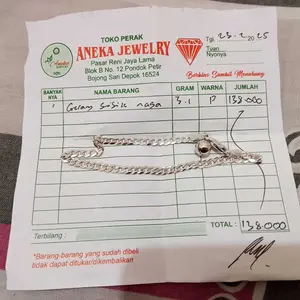 TOKO PERAK
ANEKA JEWELRY
Pasar Reni Jaya Lama
Blok B No. 12 Pondok Petir
Bojong Sari Depok 16524
Aneka
Tgl. 23-2-2025
Tuan
Nyonya
Berhias Sambil Menabung
BANYAK NYA NAMA BARANG GRAM WARNA JUMLAH
1 Gelang sisik naga 3.1 P 138.000
Terbilang : TOTAL : 138.000
*Barang-barang yang sudah dibeli
tidak dapat ditukar/dikembalikan